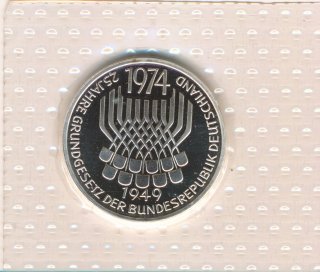 1974
1949
25 JAHRE GRUNDGESETZ DER BUNDESREPUBLIK DEUTSCHLAND